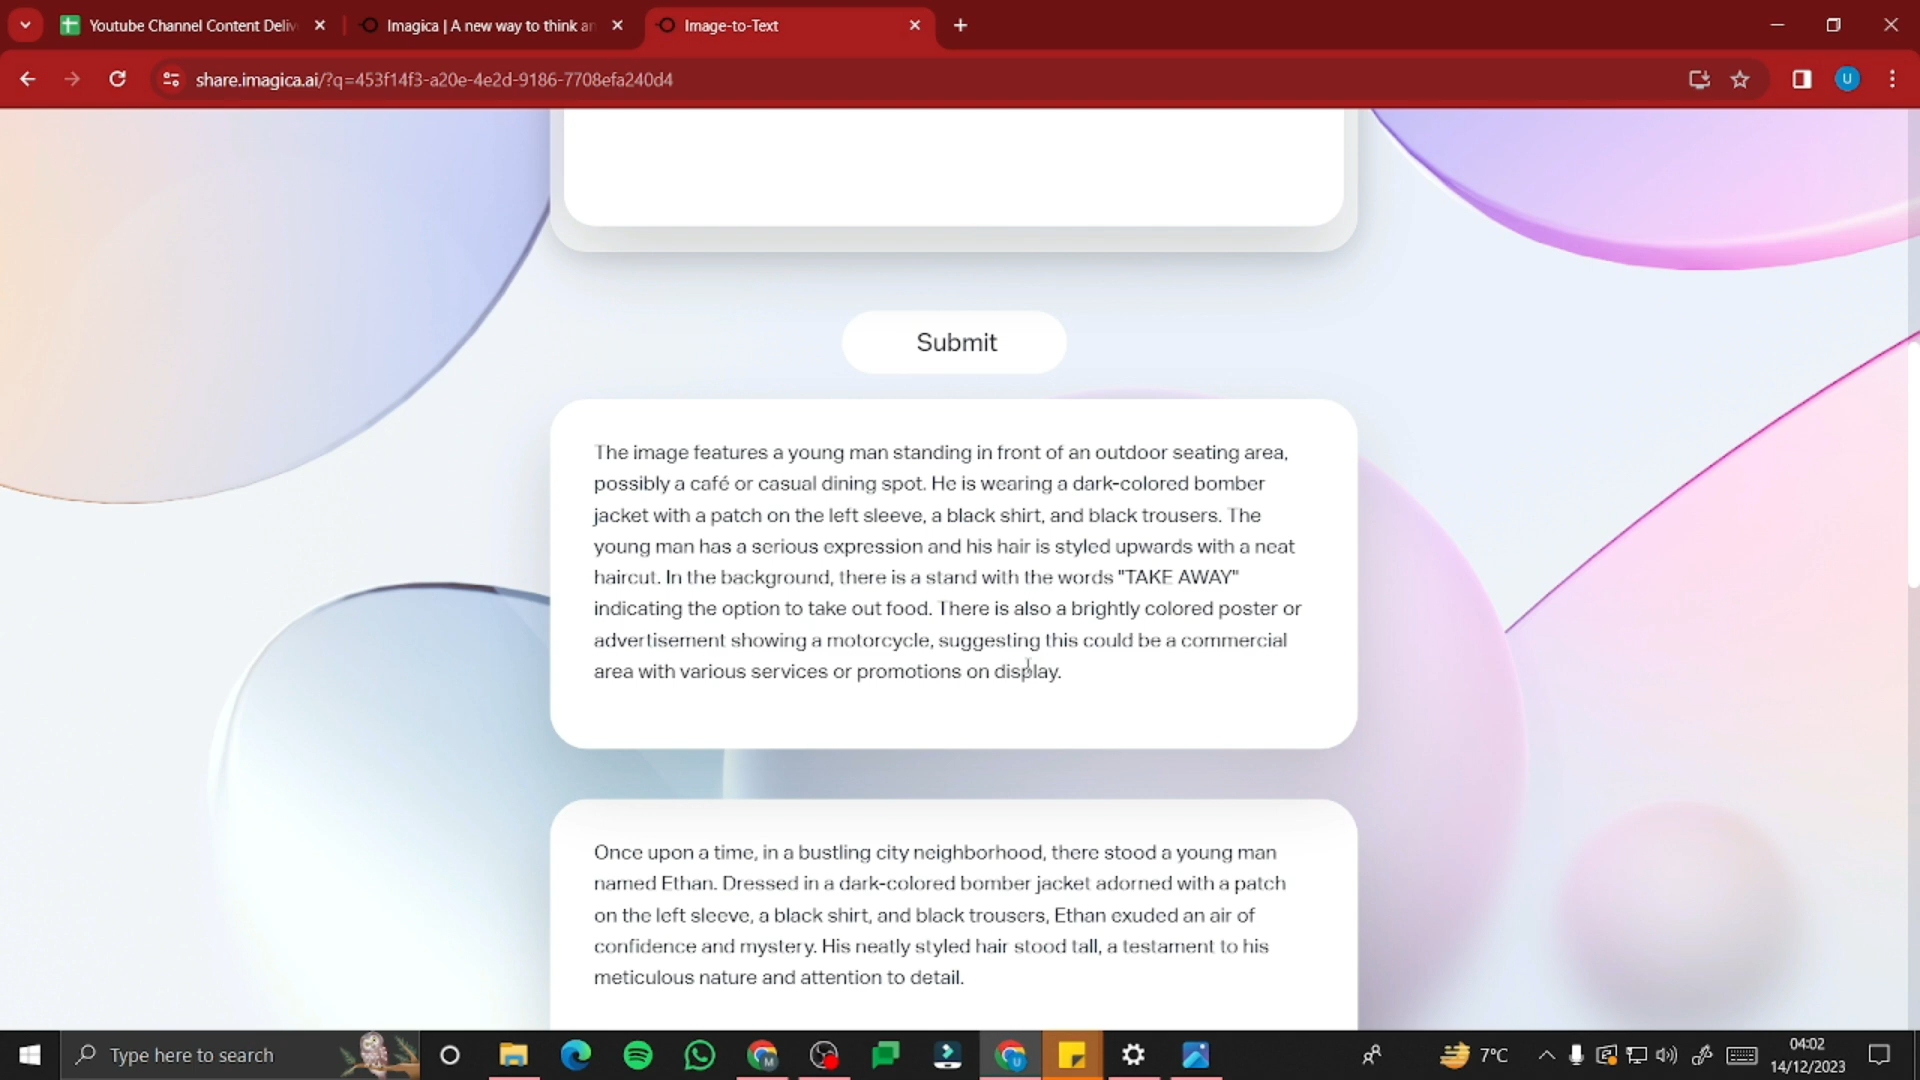 Youtube Channel Content Deliv
Imagica | A new way to think an
Image-to-Text
share.imagica.ai/?q=453f14f3-a20e-4e2d-9186-7708efa240d4
U
Submit
The image features a young man standing in front of an outdoor seating area,
possibly a café or casual dining spot. He is wearing a dark-colored bomber
jacket with a patch on the left sleeve, a black shirt, and black trousers. The
young man has a serious expression and his hair is styled upwards with a neat
haircut. In the background, there is a stand with the words "TAKE AWAY"
indicating the option to take out food. There is also a brightly colored poster or
advertisement showing a motorcycle, suggesting this could be a commercial
area with various services or promotions on display.
Once upon a time, in a bustling city neighborhood, there stood a young man
named Ethan. Dressed in a dark-colored bomber jacket adorned with a patch
on the left sleeve, a black shirt, and black trousers, Ethan exuded an air of
confidence and mystery. His neatly styled hair stood tall, a testament to his
meticulous nature and attention to detail.
Type here to search
7°C
04:02
14/12/2023